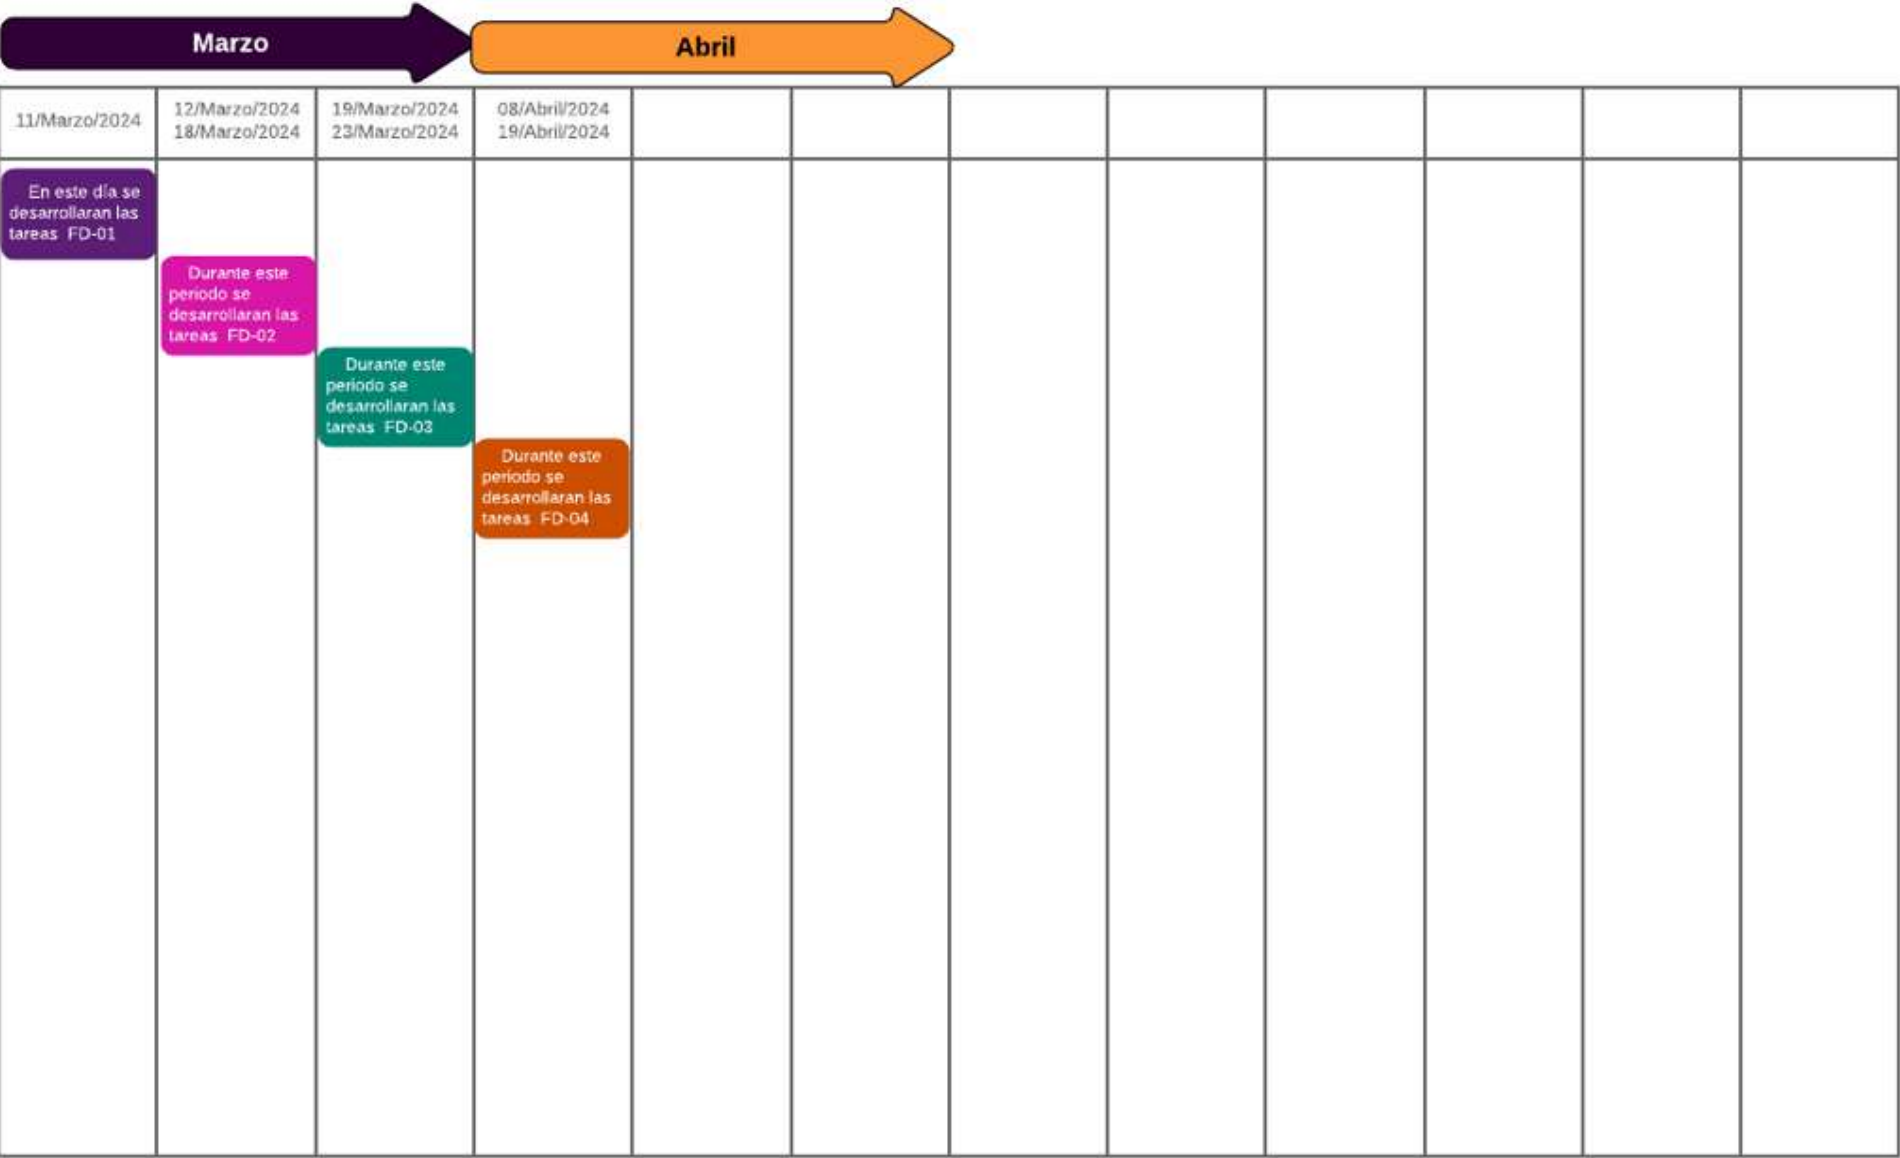 Marzo
Abril
11/Marzo/2024
12/Marzo/2024
18/Marzo/2024
19/Marzo/2024
23/Marzo/2024
08/Abril/2024
19/Abril/2024
En este día se
desarrollaran las
tareas FD-01
Durante este
periodo se
desarrollaran las
tareas FD-02
Durante este
periodo se
desarrollaran las
tareas FD-03
Durante este
periodo se
desarrollaran las
tareas FD-04